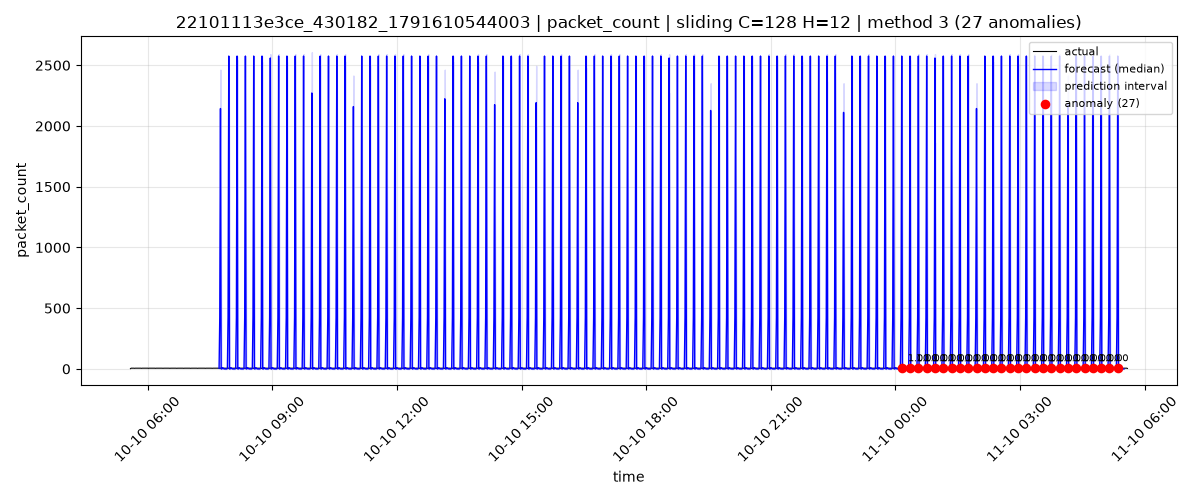 22101113e3ce_430182_1791610544003 | packet_count | sliding C=128 H=12 | method 3 (27 anomalies)
actual
forecast (median)
prediction interval
anomaly (27)
packet_count
2500
2000
1500
1000
500
0
10-10 06:00
10-10 09:00
10-10 12:00
10-10 15:00
10-10 18:00
10-10 21:00
11-10 00:00
11-10 03:00
11-10 06:00
time